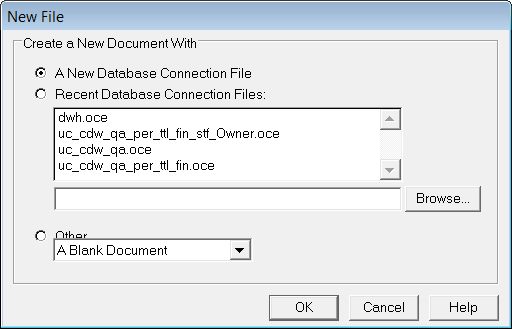 New File
Create a New Document With
A New Database Connection File
Recent Database Connection Files:
dwh.oce
uc_cdw_qa_per_ttl_fin_stf_Owner.oce
uc_cdw_qa.oce
uc_cdw_qa_per_ttl_fin.oce
Browse...
Other
A Blank Document
OK Cancel Help